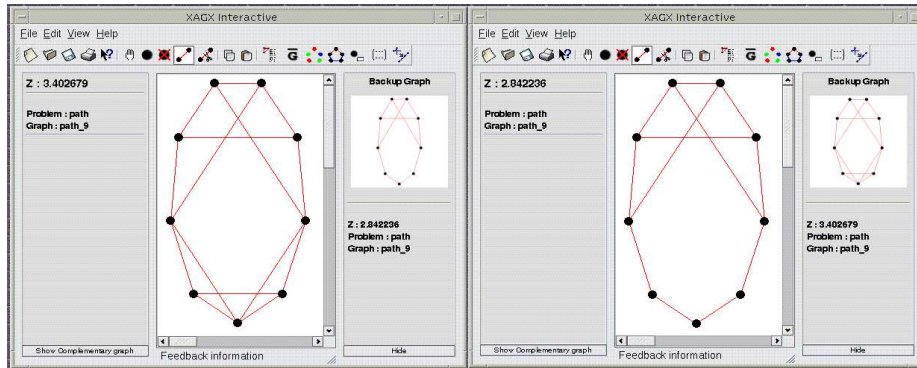 XAGX Interactive
File Edit View Help
Z : 3.402679
Problem : path
Graph : path_9
Backup Graph
Z : 2.842236
Problem : path
Graph : path_9
Show Complementary graph
Feedback information
Hide
XAGX Interactive
File Edit View Help
Z : 2.842236
Problem : path
Graph : path_9
Backup Graph
Z : 3.402679
Problem : path
Graph : path_9
Show Complementary graph
Feedback information
Hide